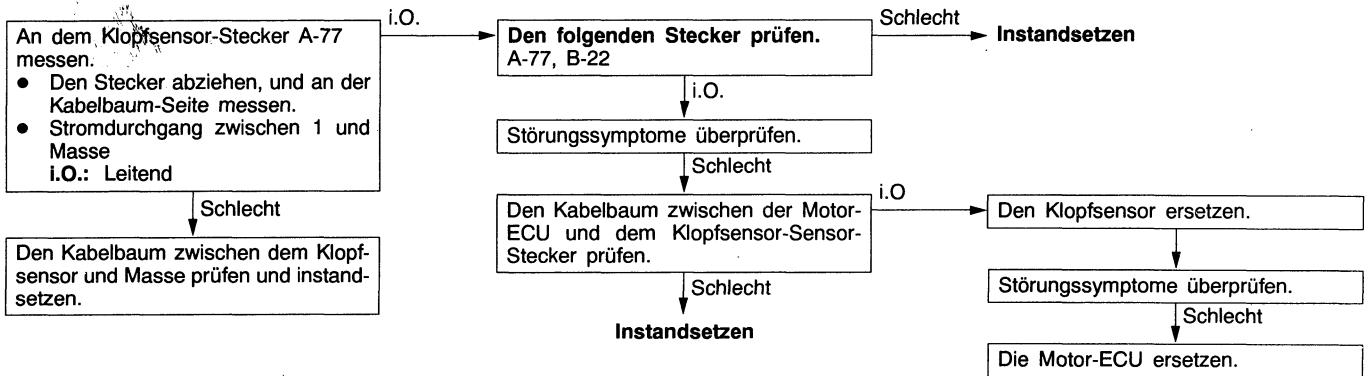 An dem Klopfsensor-Stecker A-77
messen.
● Den Stecker abziehen, und an der
Kabelbaum-Seite messen.
● Stromdurchgang zwischen 1 und
Masse
i.O.: Leitend
Schlecht
Den Kabelbaum zwischen dem Klopf-
sensor und Masse prüfen und instand-
setzen.
i.O.
Den folgenden Stecker prüfen.
A-77, B-22
Schlecht
Instandsetzen
i.O.
Störungssymptome überprüfen.
Schlecht
Den Kabelbaum zwischen der Motor-
ECU und dem Klopfsensor-Sensor-
Stecker prüfen.
Schlecht
Instandsetzen
i.O
Den Klopfsensor ersetzen.
Störungssymptome überprüfen.
Schlecht
Die Motor-ECU ersetzen.